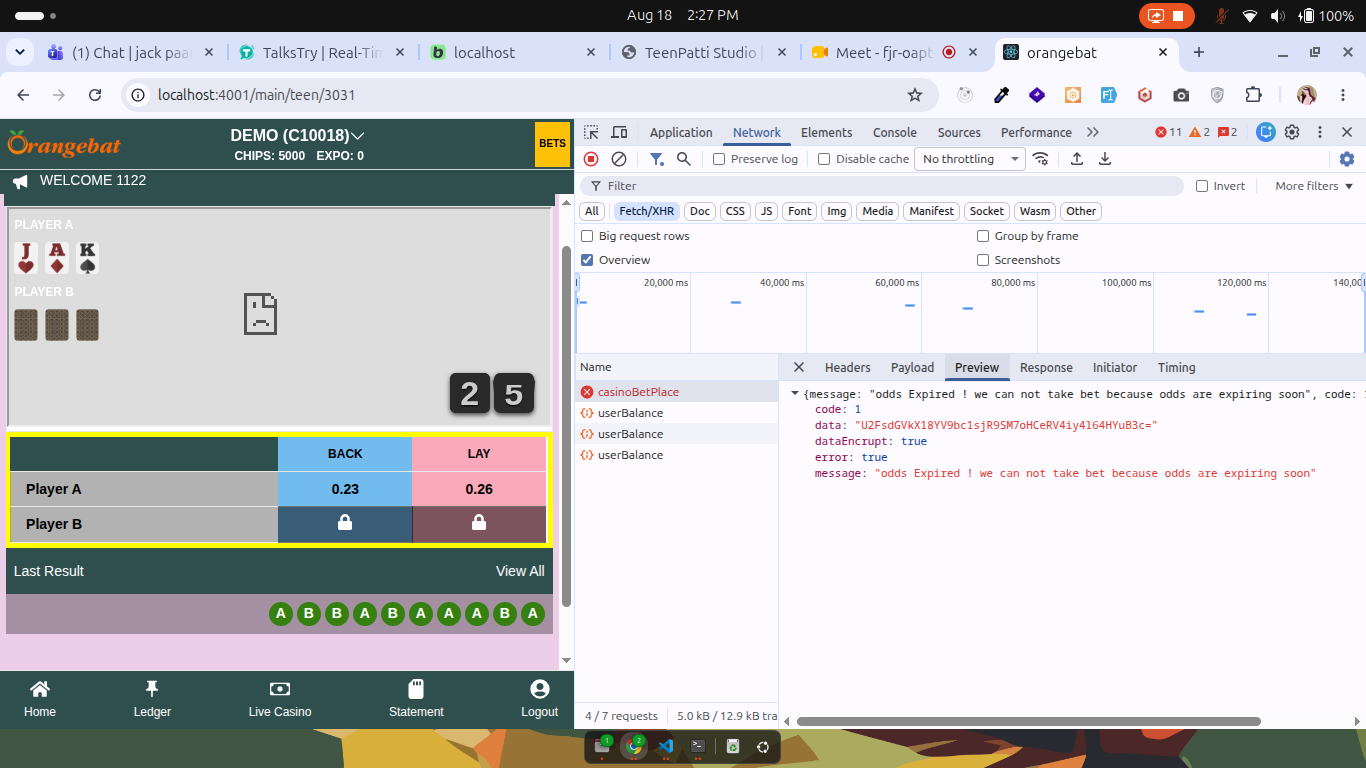 Aug 18 2:27 PM
100%
(1) Chat | jack paa
TalksTry | Real-Tim
localhost
TeenPatti Studio |
Meet - fjr-oapt
orangebat
localhost:4001/main/teen/3031
Orangebat
DEMO (C10018)
CHIPS: 5000 EXPO: 0
BETS
WELCOME 1122
PLAYER A
J A K
PLAYER B
2 5
BACK LAY
Player A 0.23 0.26
Player B
Last Result View All
A B B A B A A A B A
Home Ledger Live Casino Statement Logout
Application Network Elements Console Sources Performance 11 2 2
Preserve log Disable cache No throttling
Filter Invert More filters
All Fetch/XHR Doc CSS JS Font Img Media Manifest Socket Wasm Other
Big request rows Group by frame
Overview Screenshots
20,000 ms 40,000 ms 60,000 ms 80,000 ms 100,000 ms 120,000 ms 140,00
Name
casinoBetPlace
userBalance
userBalance
userBalance
4 / 7 requests 5.0 kB / 12.9 kB tra
Headers Payload Preview Response Initiator Timing
{message: "odds Expired ! we can not take bet because odds are expiring soon", code: 1
code: 1
data: "U2FsdGVkX18YV9bc1sjR9SM7oHCeRV4iy4l64HYuB3c="
dataEncrypt: true
error: true
message: "odds Expired ! we can not take bet because odds are expiring soon"
1 2